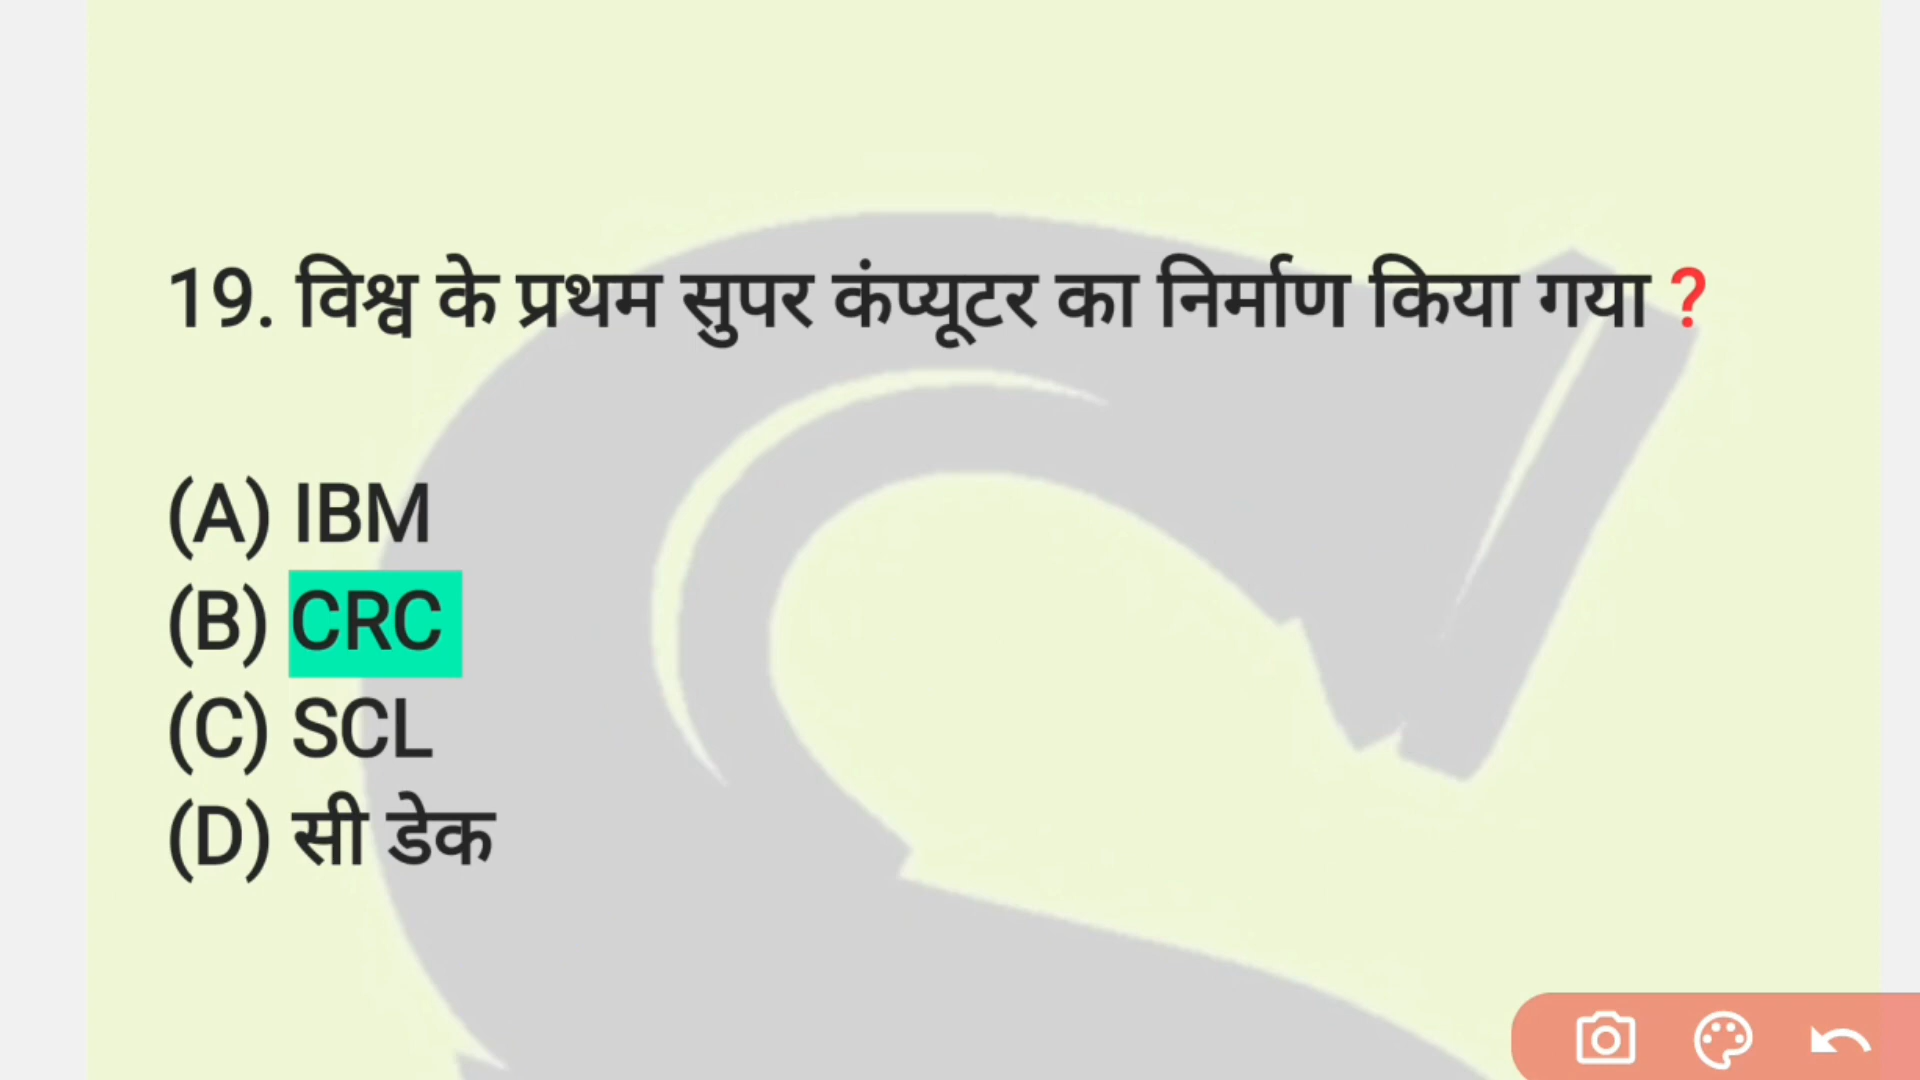 19. विश्व के प्रथम सुपर कंप्यूटर का निर्माण किया गया ?
(A) IBM
(B) CRC
(C) SCL
(D) सी डेक